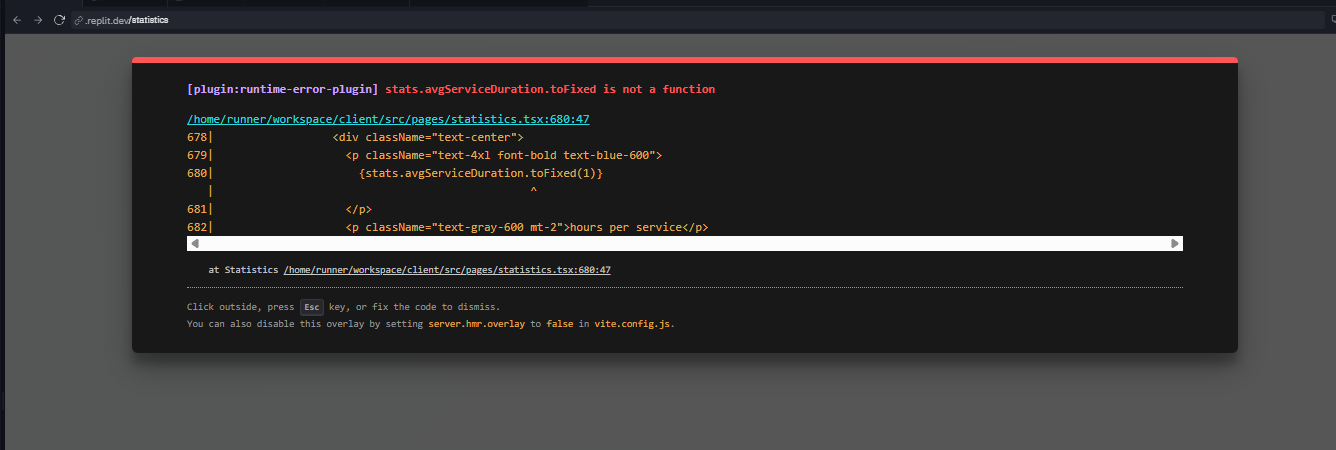 .replit.dev/statistics
[plugin:runtime-error-plugin] stats.avgServiceDuration.toFixed is not a function
/home/runner/workspace/client/src/pages/statistics.tsx:680:47
678|                  <div className="text-center">
679|                    <p className="text-4xl font-bold text-blue-600">
680|                      {stats.avgServiceDuration.toFixed(1)}
   |                                                ^
681|                    </p>
682|                    <p className="text-gray-600 mt-2">hours per service</p>
at Statistics /home/runner/workspace/client/src/pages/statistics.tsx:680:47
Click outside, press Esc key, or fix the code to dismiss.
You can also disable this overlay by setting server.hmr.overlay to false in vite.config.js.